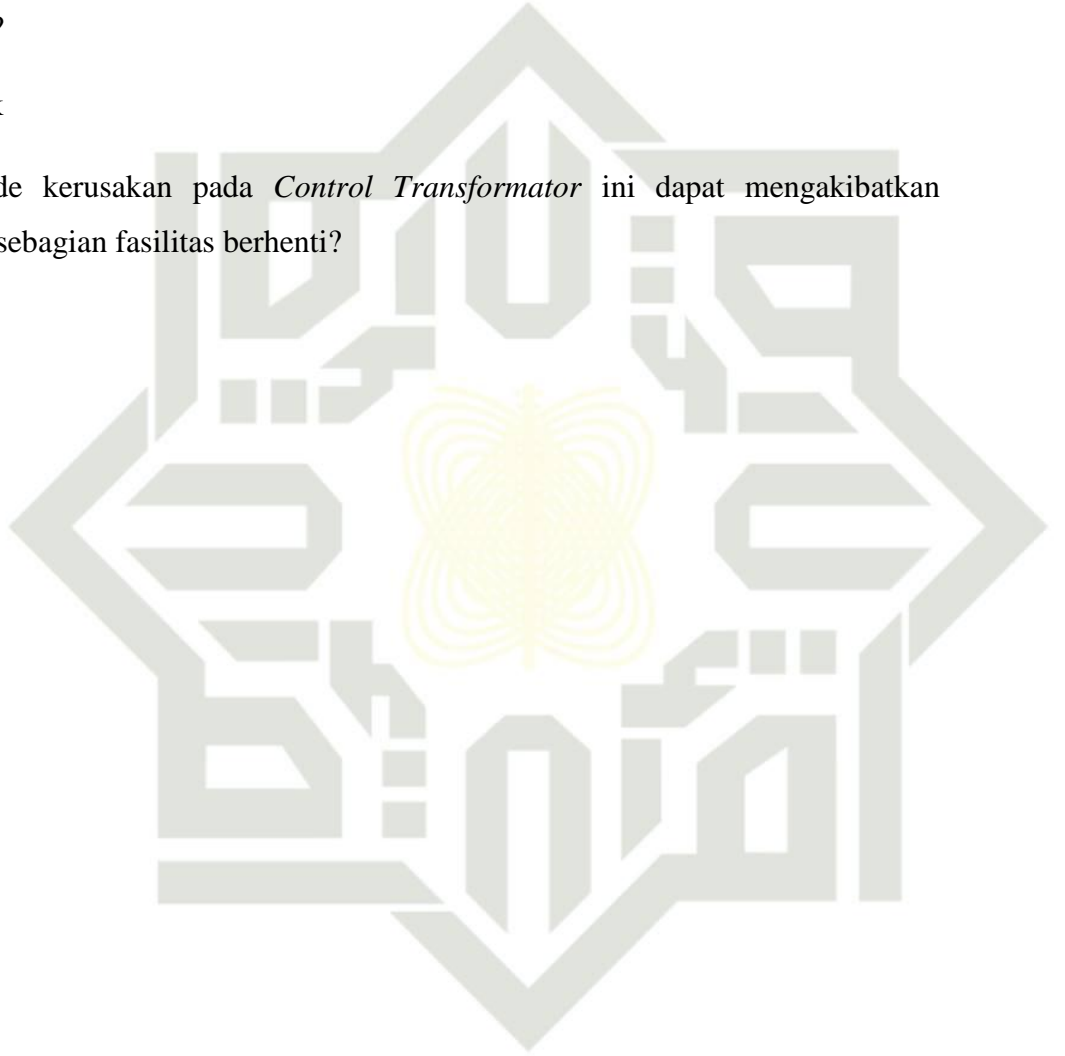 ?
de kerusakan pada Control Transformator ini dapat mengakibatkan
sebagian fasilitas berhenti?